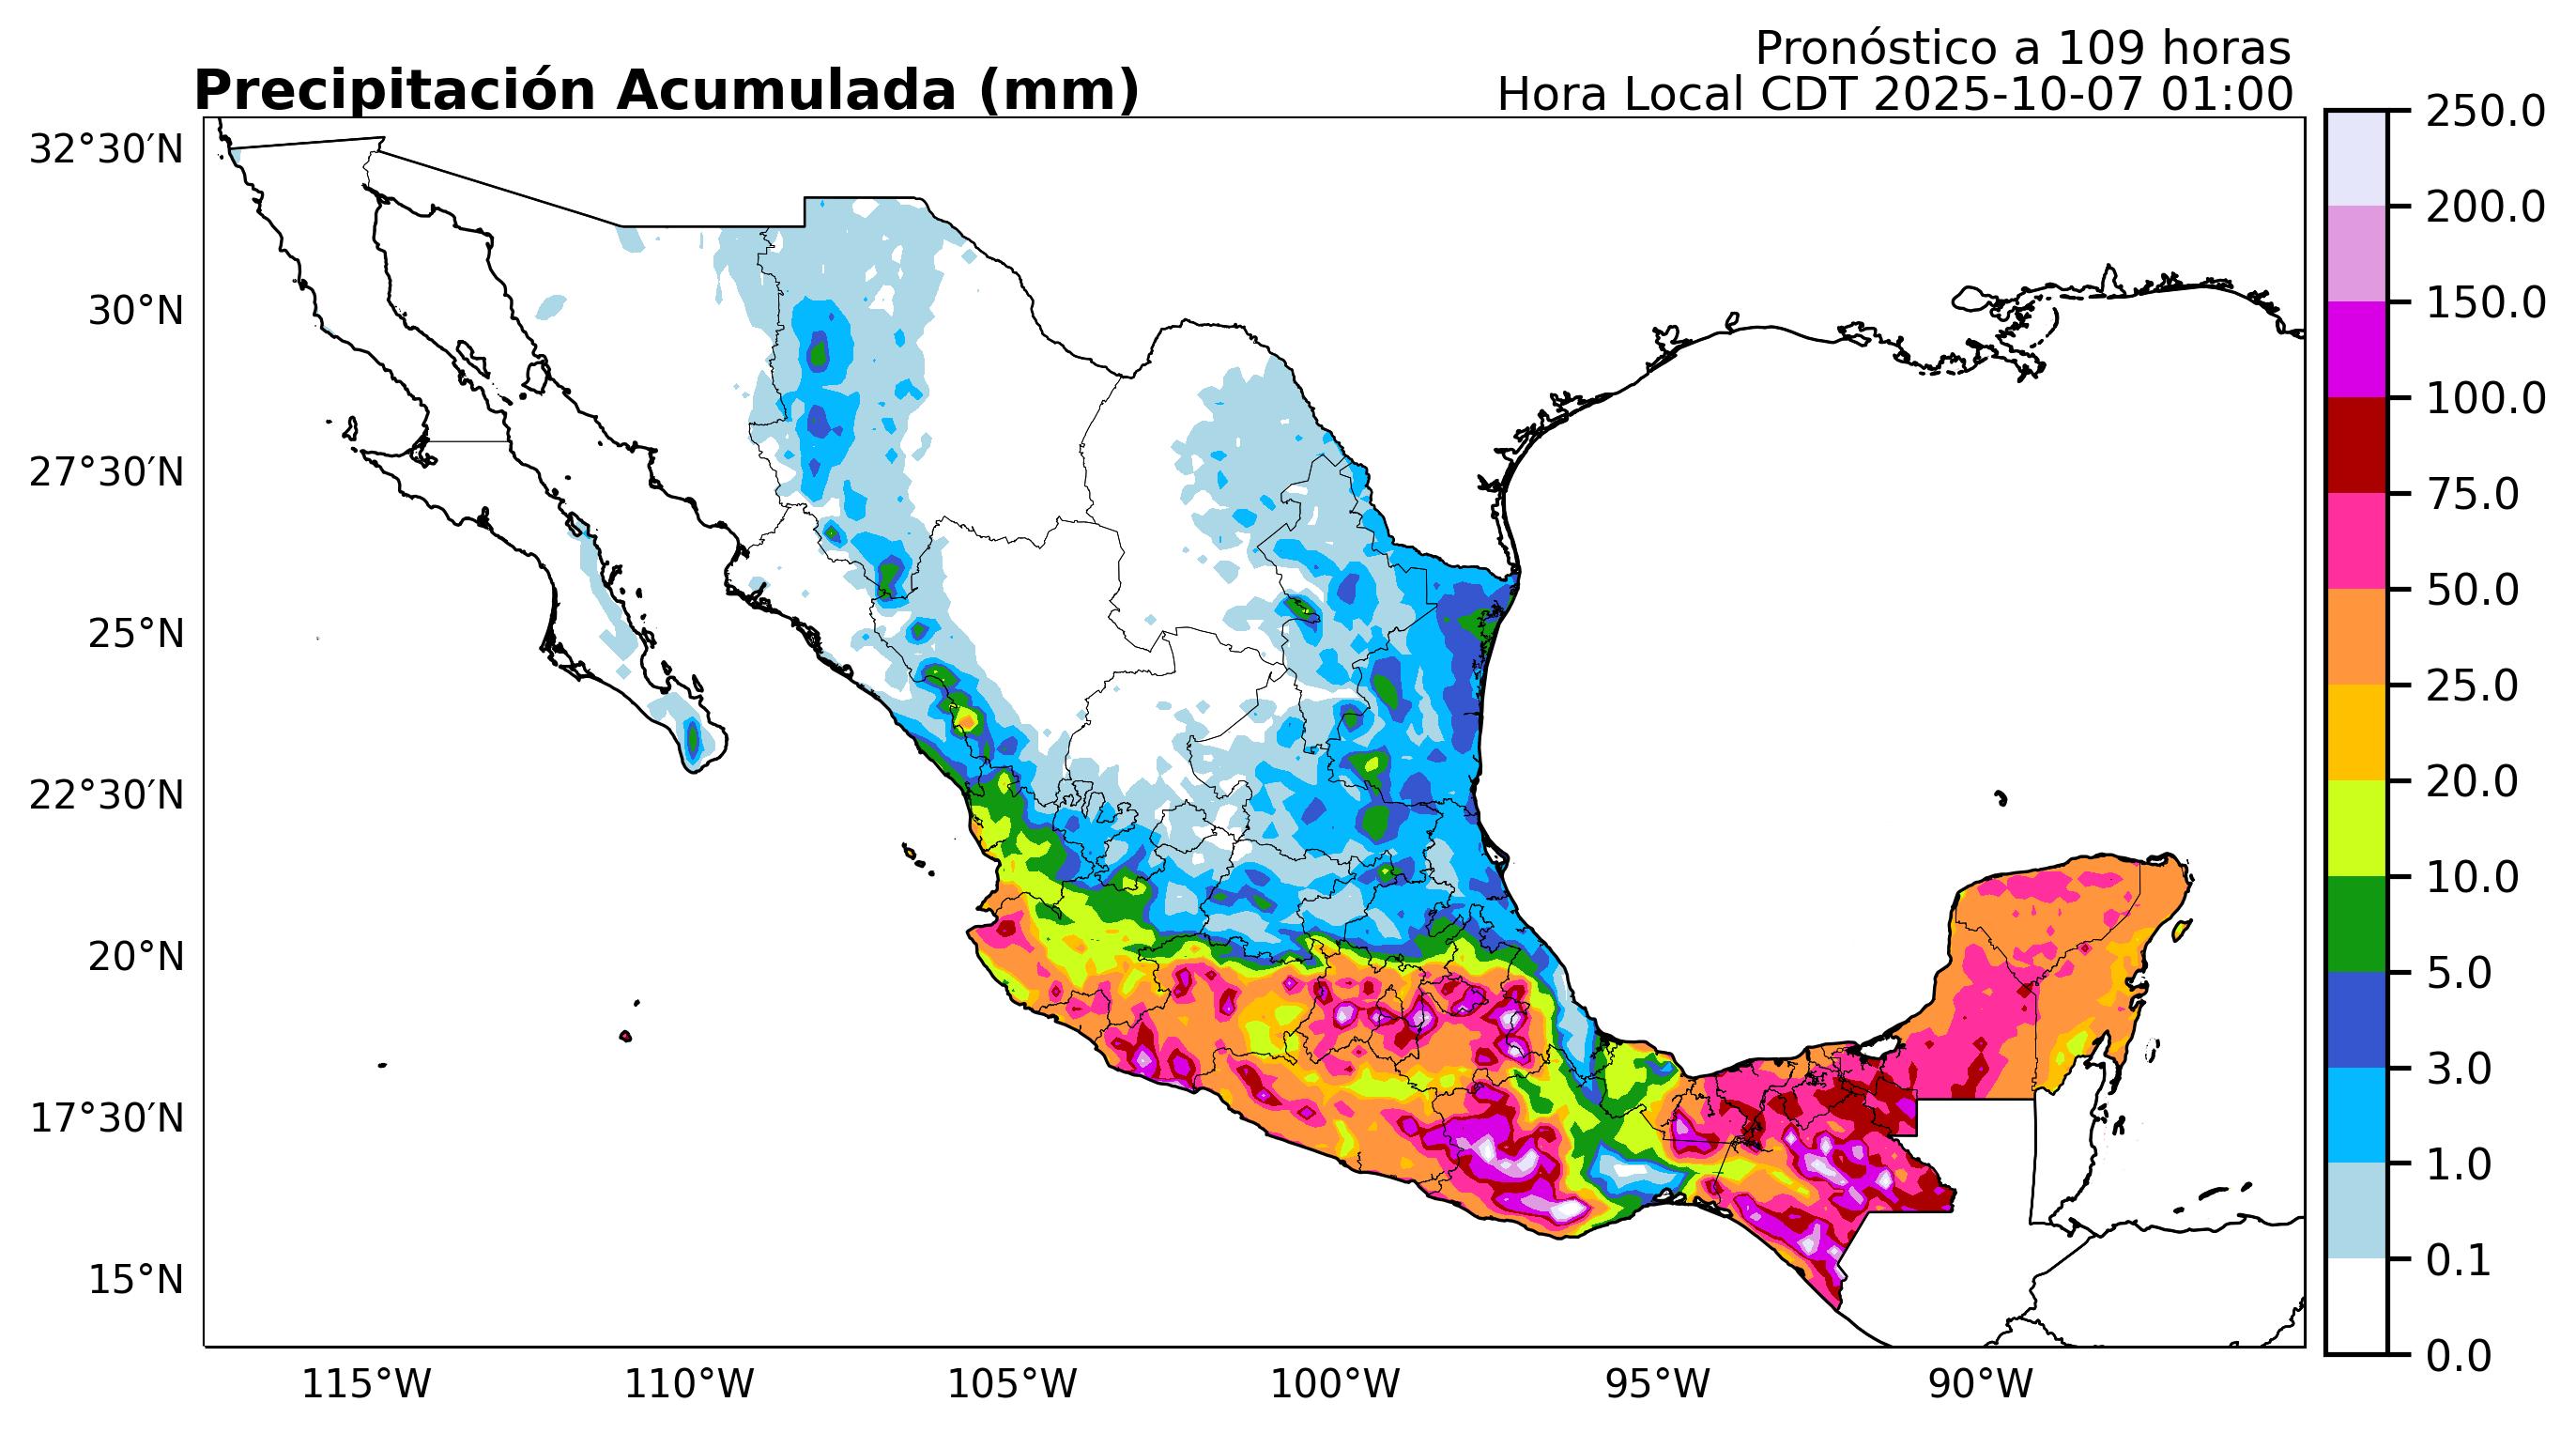 Pronóstico a 109 horas
Precipitación Acumulada (mm)
Hora Local CDT 2025-10-07 01:00
32°30′N
30°N
27°30′N
25°N
22°30′N
20°N
17°30′N
15°N
115°W
110°W
105°W
100°W
95°W
90°W
250.0
200.0
150.0
100.0
75.0
50.0
25.0
20.0
10.0
5.0
3.0
1.0
0.1
0.0